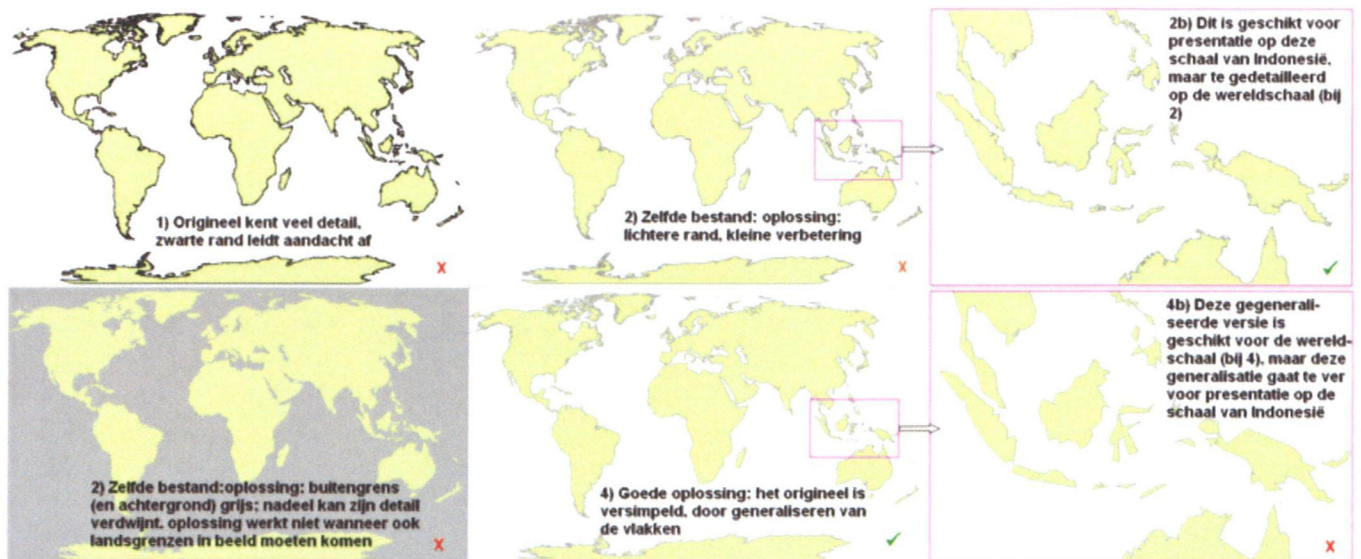 1) Origineel kent veel detail,
zwarte rand leidt aandacht af
X
2) Zelfde bestand: oplossing:
lichtere rand, kleine verbetering
X
2b) Dit is geschikt voor
presentatie op deze
schaal van Indonesië,
maar te gedetailleerd
op de wereldschaal (bij
2)
2) Zelfde bestand:oplossing: buitengrens
(en achtergrond) grijs; nadeel kan zijn detail
verdwijnt. oplossing werkt niet wanneer ook
landsgrenzen in beeld moeten komen
X
4) Goede oplossing: het origineel is
versimpeld, door generaliseren van
de vlakken
4b) Deze gegenerali-
seerde versie is
geschikt voor de wereld-
schaal (bij 4), maar deze
generalisatie gaat te ver
voor presentatie op de
schaal van Indonesië
X